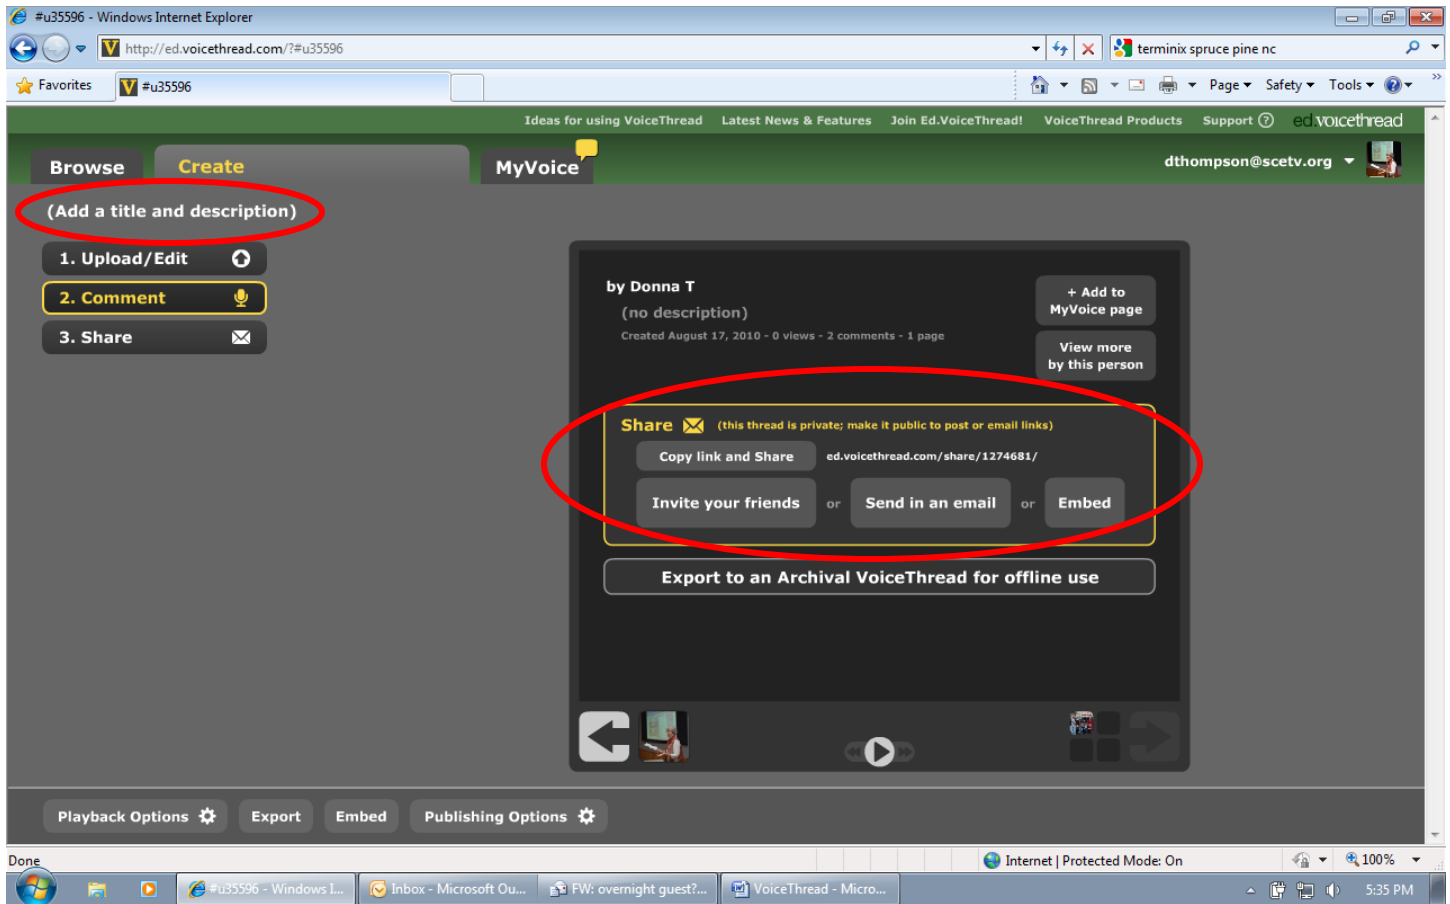 #u35596 - Windows Internet Explorer
http://ed.voicethread.com/?#u35596
terminix spruce pine nc
Favorites
#u35596
Page
Safety
Tools
Ideas for using VoiceThread Latest News & Features Join Ed.VoiceThread! VoiceThread Products Support ? ed.voicethread
Browse Create MyVoice dthompson@scetv.org
(Add a title and description)
1. Upload/Edit
2. Comment
3. Share
by Donna T
(no description)
Created August 17, 2010 - 0 views - 2 comments - 1 page
+ Add to
MyVoice page
View more
by this person
Share (this thread is private; make it public to post or email links)
Copy link and Share ed.voicethread.com/share/1274681/
Invite your friends or Send in an email or Embed
Export to an Archival VoiceThread for offline use
Playback Options Export Embed Publishing Options
Done Internet | Protected Mode: On 100%
#u35596 - Windows I... Inbox - Microsoft Ou... FW: overnight guest?... VoiceThread - Micro... 5:35 PM